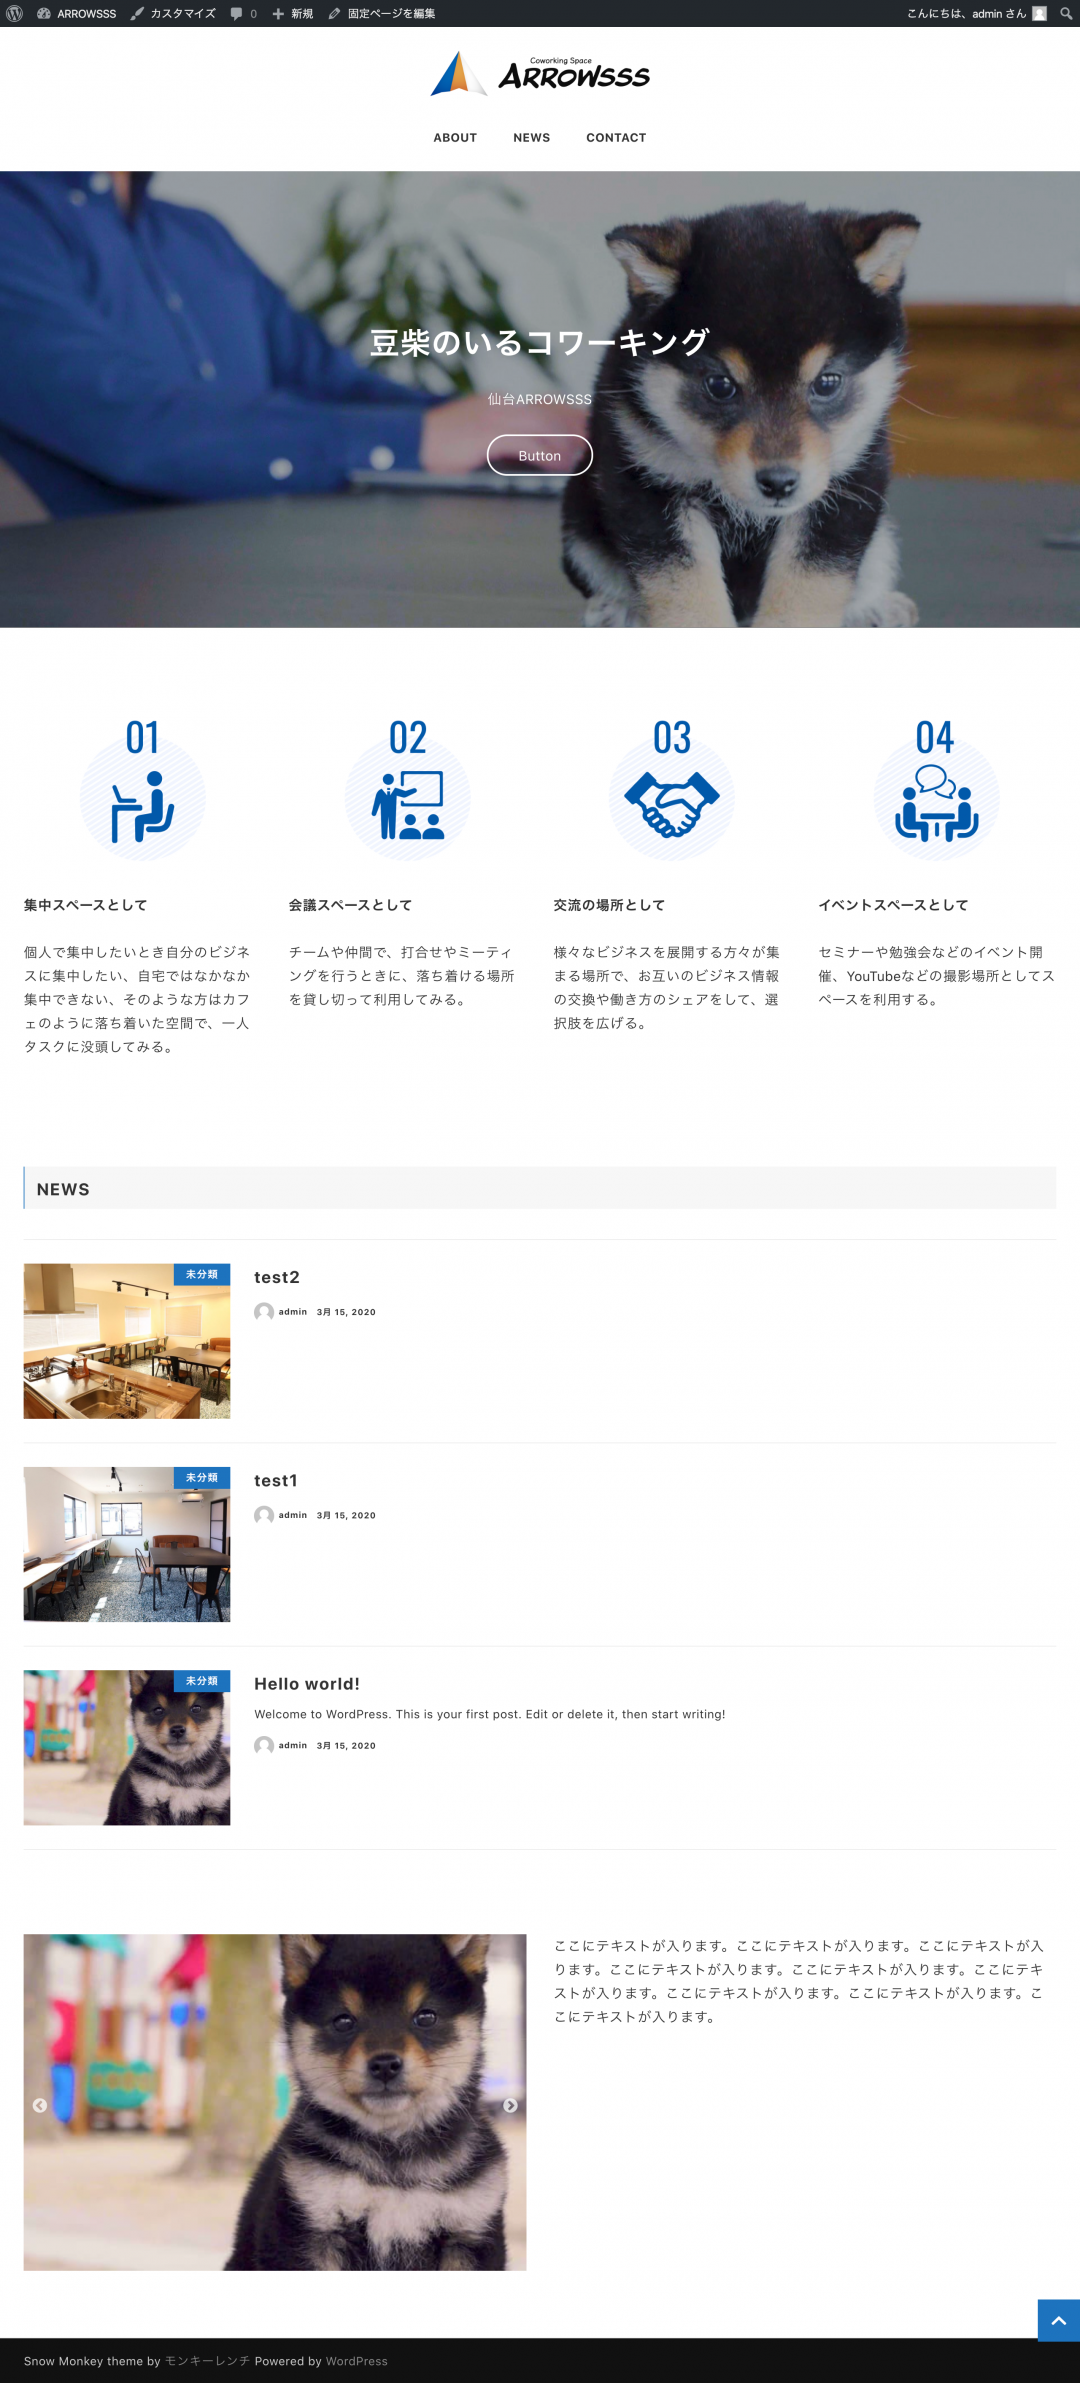 ARROWSSS カスタマイズ 0 新規 固定ページを編集 こんにちは、admin さん
Coworking Space
ARROWSSS
ABOUT NEWS CONTACT
豆柴のいるコワーキング
仙台ARROWSSS
Button
01
集中スペースとして
個人で集中したいとき自分のビジネ
スに集中したい、自宅ではなかなか
集中できない、そのような方はカフ
ェのように落ち着いた空間で、一人
タスクに没頭してみる。
02
会議スペースとして
チームや仲間で、打合せやミーティ
ングを行うときに、落ち着ける場所
を貸し切って利用してみる。
03
交流の場所として
様々なビジネスを展開する方々が集
まる場所で、お互いのビジネス情報
の交換や働き方のシェアをして、選
択肢を広げる。
04
イベントスペースとして
セミナーや勉強会などのイベント開
催、YouTubeなどの撮影場所としてス
ペースを利用する。
NEWS
未分類
test2
admin 3月 15, 2020
未分類
test1
admin 3月 15, 2020
未分類
Hello world!
Welcome to WordPress. This is your first post. Edit or delete it, then start writing!
admin 3月 15, 2020
ここにテキストが入ります。ここにテキストが入ります。ここにテキストが入
ります。ここにテキストが入ります。ここにテキストが入ります。ここにテキ
ストが入ります。ここにテキストが入ります。ここにテキストが入ります。こ
こにテキストが入ります。
Snow Monkey theme by モンキーレンチ Powered by WordPress